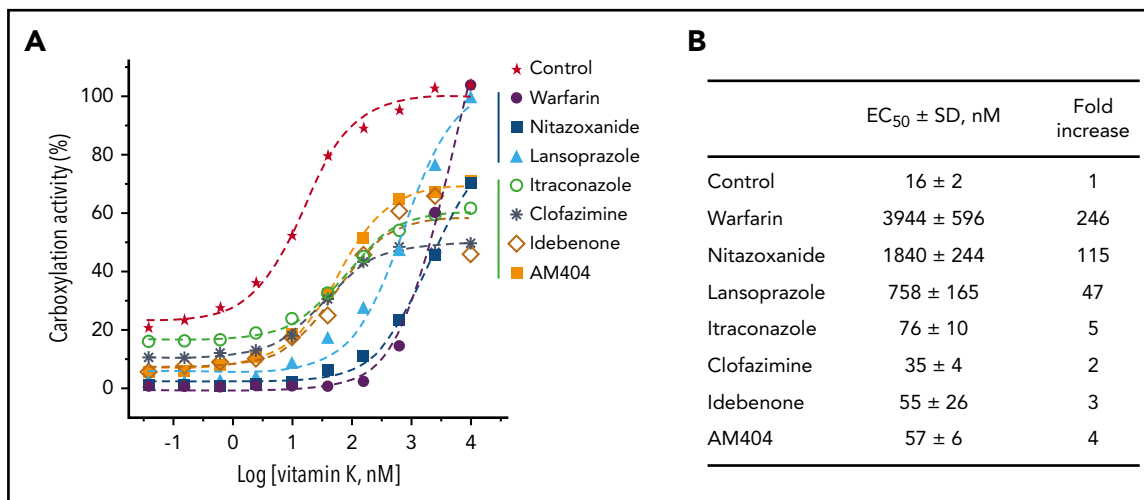 A
Carboxylation activity (%)
100
80
60
40
20
0
-1 0 1 2 3 4
Log [vitamin K, nM]
Control
Warfarin
Nitazoxanide
Lansoprazole
Itraconazole
Clofazimine
Idebenone
AM404
B
EC50 ± SD, nM Fold increase
Control 16 ± 2 1
Warfarin 3944 ± 596 246
Nitazoxanide 1840 ± 244 115
Lansoprazole 758 ± 165 47
Itraconazole 76 ± 10 5
Clofazimine 35 ± 4 2
Idebenone 55 ± 26 3
AM404 57 ± 6 4